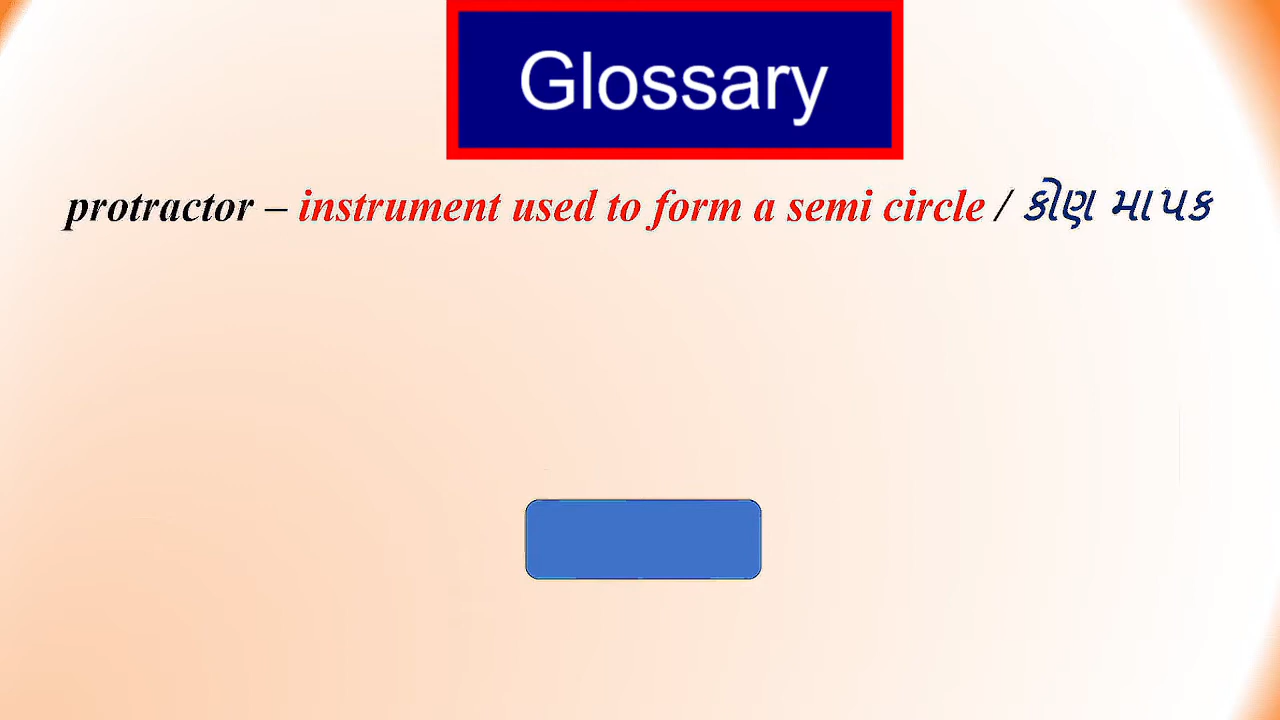 Glossary
protractor – instrument used to form a semi circle / કોણ માપક